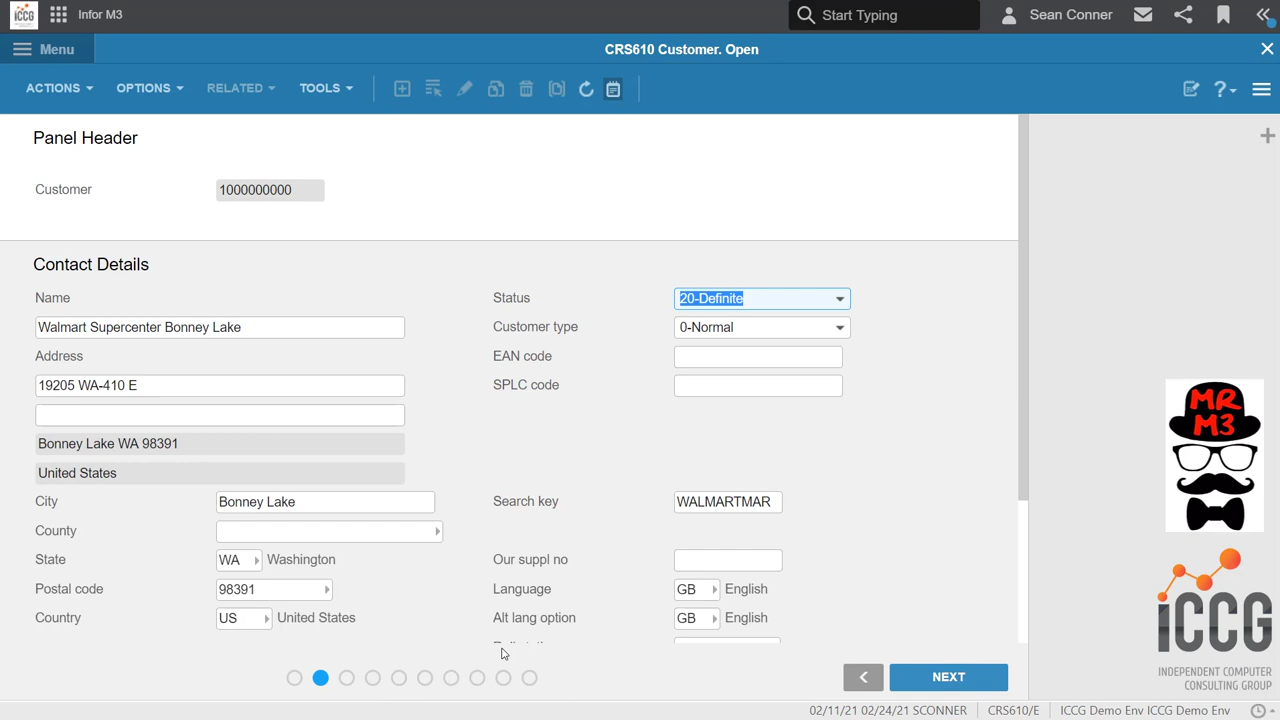 iCCG
Infor M3
Start Typing
Sean Conner
Menu
CRS610 Customer. Open
ACTIONS
OPTIONS
RELATED
TOOLS
Panel Header
Customer
1000000000
Contact Details
Name
Walmart Supercenter Bonney Lake
Address
19205 WA-410 E
Bonney Lake WA 98391
United States
City
Bonney Lake
County
State
WA
Washington
Postal code
98391
Country
US
United States
Status
20-Definite
Customer type
0-Normal
EAN code
SPLC code
Search key
WALMARTMAR
Our suppl no
Language
GB
English
Alt lang option
GB
English
NEXT
MR
M3
iCCG
INDEPENDENT COMPUTER
CONSULTING GROUP
02/11/21 02/24/21 SCONNER
CRS610/E
ICCG Demo Env ICCG Demo Env